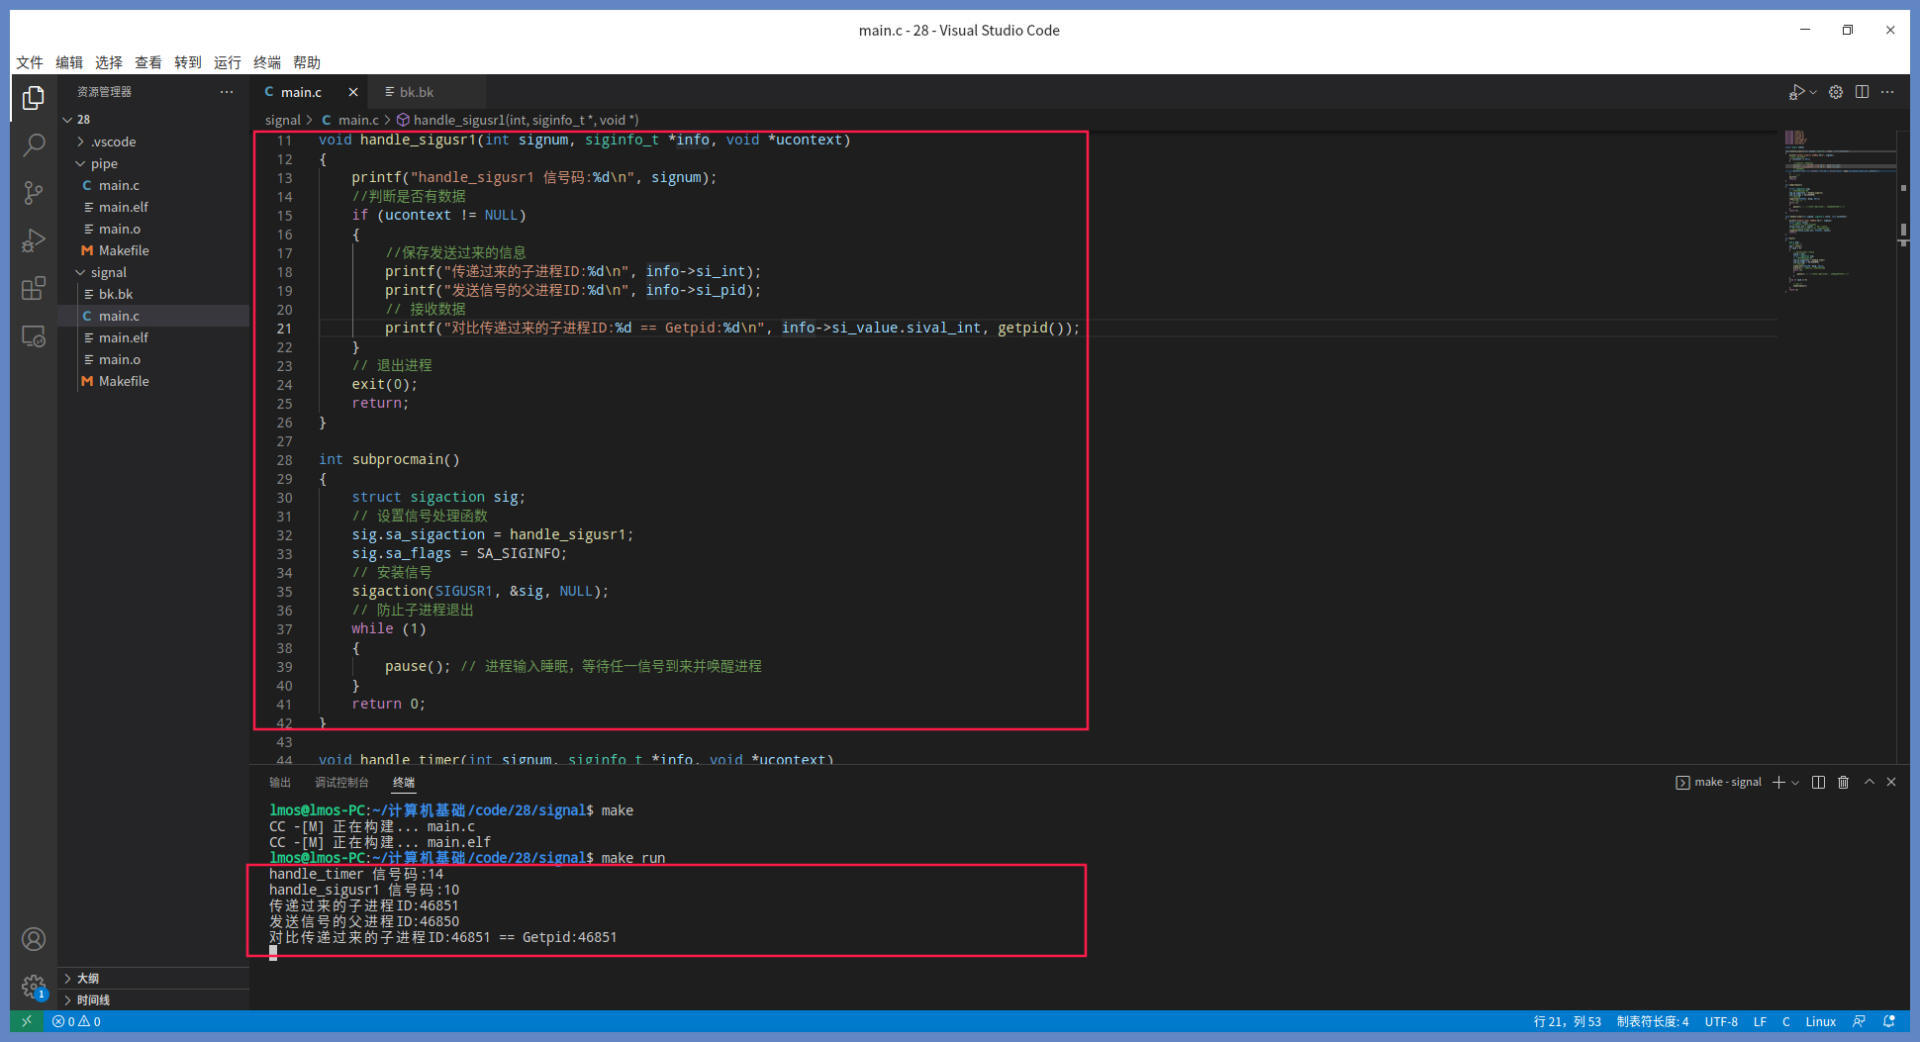 main.c - 28 - Visual Studio Code
文件 编辑 选择 查看 转到 运行 终端 帮助
资源管理器
28
.vscode
pipe
main.c
main.elf
main.o
Makefile
signal
bk.bk
main.c
main.elf
main.o
Makefile
大纲
时间线
main.c bk.bk
signal > main.c > handle_sigusr1(int, siginfo_t *, void *)
11 void handle_sigusr1(int signum, siginfo_t *info, void *ucontext)
12 {
13 printf("handle_sigusr1 信号码:%d\n", signum);
14 //判断是否有数据
15 if (ucontext != NULL)
16 {
17 //保存发送过来的信息
18 printf("传递过来的子进程ID:%d\n", info->si_int);
19 printf("发送信号的父进程ID:%d\n", info->si_pid);
20 // 接收数据
21 printf("对比传递过来的子进程ID:%d == Getpid:%d\n", info->si_value.sival_int, getpid());
22 }
23 // 退出进程
24 exit(0);
25 return;
26 }
27
28 int subprocmain()
29 {
30 struct sigaction sig;
31 // 设置信号处理函数
32 sig.sa_sigaction = handle_sigusr1;
33 sig.sa_flags = SA_SIGINFO;
34 // 安装信号
35 sigaction(SIGUSR1, &sig, NULL);
36 // 防止子进程退出
37 while (1)
38 {
39 pause(); // 进程输入睡眠，等待任一信号到来并唤醒进程
40 }
41 return 0;
42 }
43
44 void handle_timer(int signum, siginfo_t *info, void *ucontext)
输出 调试控制台 终端
make - signal
lmos@lmos-PC:~/计算机基础/code/28/signal$ make
CC -[M] 正在构建... main.c
CC -[M] 正在构建... main.elf
lmos@lmos-PC:~/计算机基础/code/28/signal$ make run
handle_timer 信号码:14
handle_sigusr1 信号码:10
传递过来的子进程ID:46851
发送信号的父进程ID:46850
对比传递过来的子进程ID:46851 == Getpid:46851
1
0 0
行 21，列 53 制表符长度: 4 UTF-8 LF C Linux